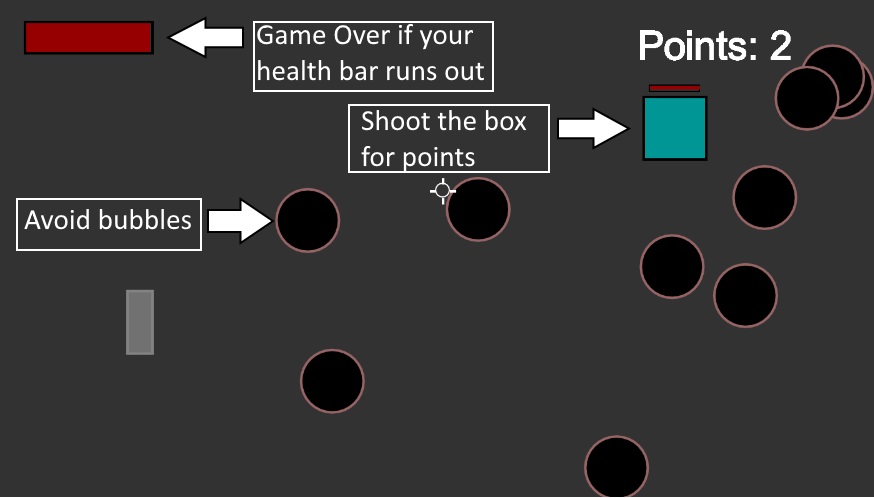 Game Over if your
health bar runs out
Points: 2
Shoot the box
for points
Avoid bubbles